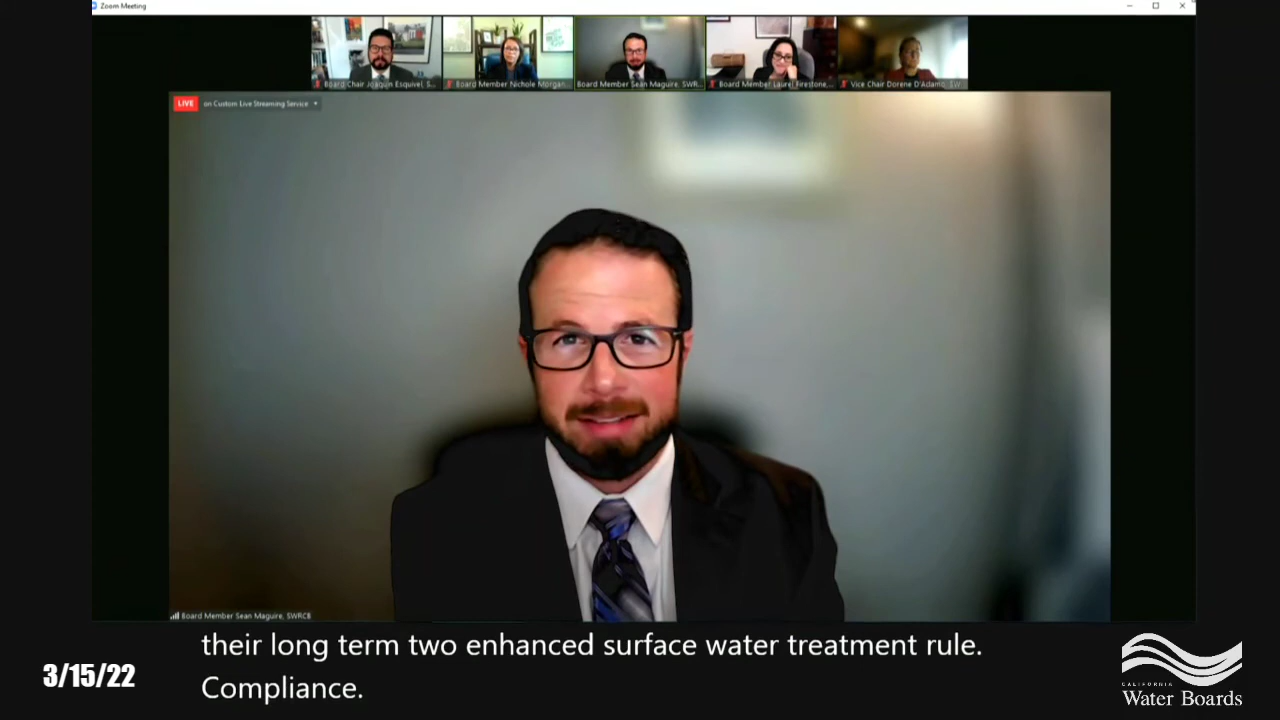 Zoom Meeting
Board Chair Joaquin Esquivel, S...
Board Member Nichole Morgan
Board Member Sean Maguire, SWR...
Board Member Laurel Firestone,...
Vice Chair Dorene D'Adamo, SW...
LIVE on Custom Live Streaming Service
Board Member Sean Maguire, SWRCB
their long term two enhanced surface water treatment rule.
Compliance.
3/15/22
CALIFORNIA
Water Boards